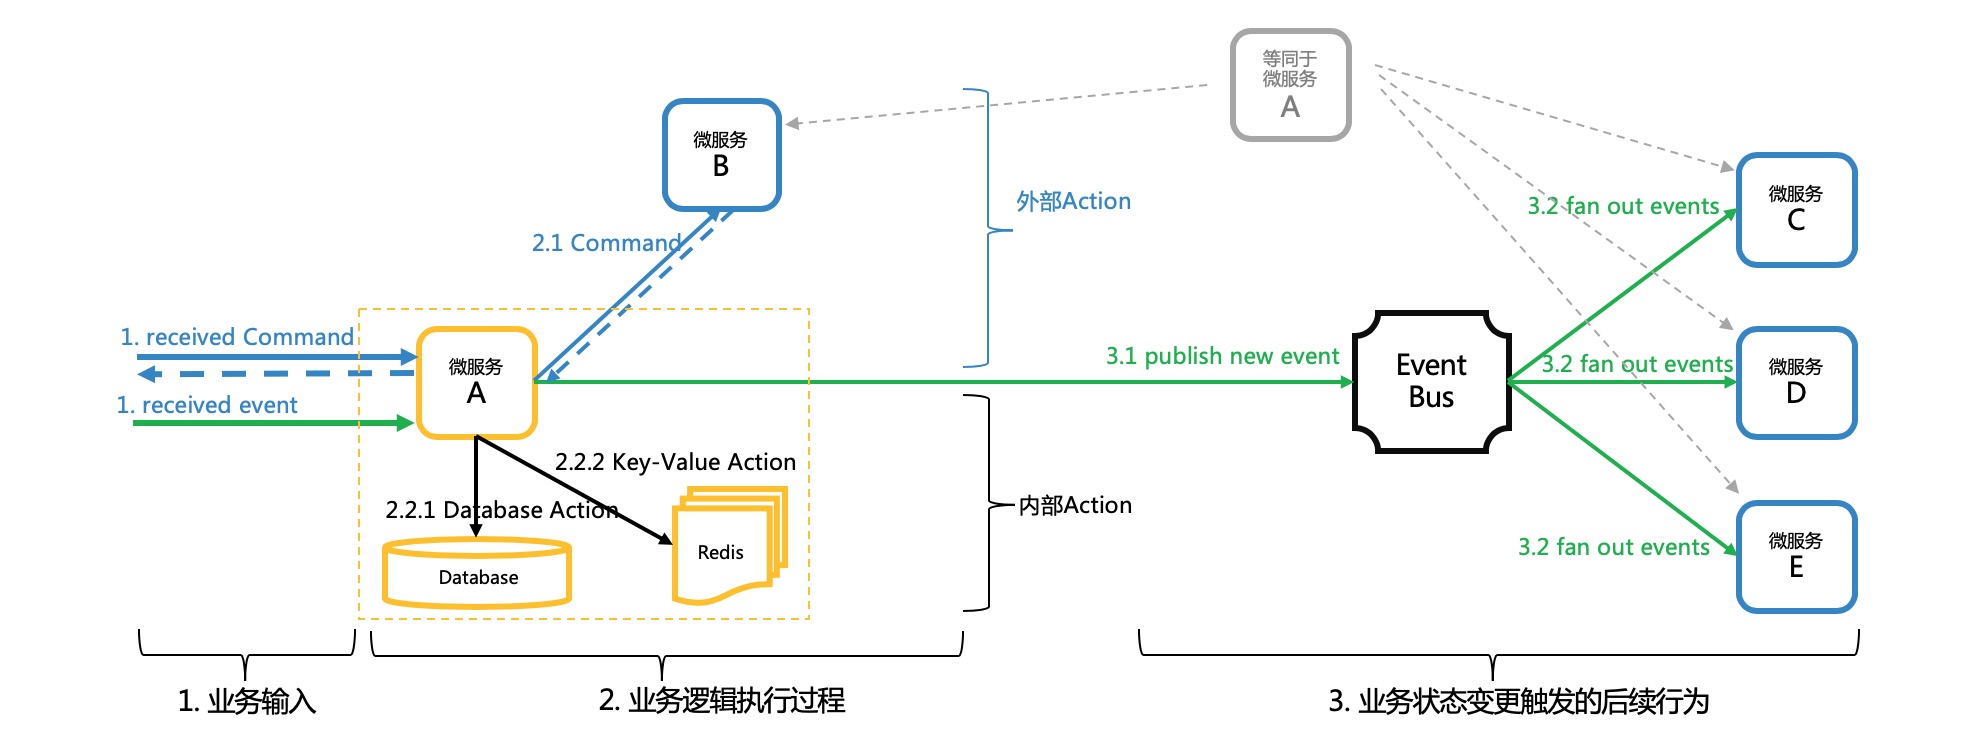 等同于
微服务
A
微服务
B
外部Action
微服务
C
3.2 fan out events
2.1 Command
1. received Command
微服务
A
3.1 publish new event
Event
Bus
3.2 fan out events
微服务
D
1. received event
2.2.2 Key-Value Action
2.2.1 Database Action
内部Action
Redis
Database
3.2 fan out events
微服务
E
1. 业务输入
2. 业务逻辑执行过程
3. 业务状态变更触发的后续行为